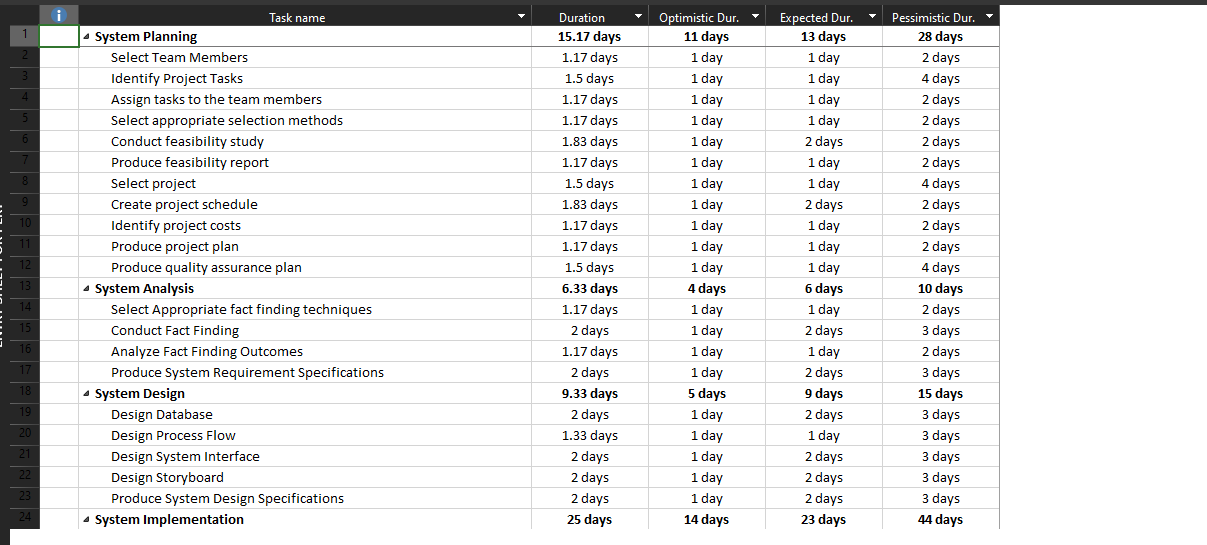 Task name Duration Optimistic Dur. Expected Dur. Pessimistic Dur.
1 System Planning 15.17 days 11 days 13 days 28 days
2 Select Team Members 1.17 days 1 day 1 day 2 days
3 Identify Project Tasks 1.5 days 1 day 1 day 4 days
4 Assign tasks to the team members 1.17 days 1 day 1 day 2 days
5 Select appropriate selection methods 1.17 days 1 day 1 day 2 days
6 Conduct feasibility study 1.83 days 1 day 2 days 2 days
7 Produce feasibility report 1.17 days 1 day 1 day 2 days
8 Select project 1.5 days 1 day 1 day 4 days
9 Create project schedule 1.83 days 1 day 2 days 2 days
10 Identify project costs 1.17 days 1 day 1 day 2 days
11 Produce project plan 1.17 days 1 day 1 day 2 days
12 Produce quality assurance plan 1.5 days 1 day 1 day 4 days
13 System Analysis 6.33 days 4 days 6 days 10 days
14 Select Appropriate fact finding techniques 1.17 days 1 day 1 day 2 days
15 Conduct Fact Finding 2 days 1 day 2 days 3 days
16 Analyze Fact Finding Outcomes 1.17 days 1 day 1 day 2 days
17 Produce System Requirement Specifications 2 days 1 day 2 days 3 days
18 System Design 9.33 days 5 days 9 days 15 days
19 Design Database 2 days 1 day 2 days 3 days
20 Design Process Flow 1.33 days 1 day 1 day 3 days
21 Design System Interface 2 days 1 day 2 days 3 days
22 Design Storyboard 2 days 1 day 2 days 3 days
23 Produce System Design Specifications 2 days 1 day 2 days 3 days
24 System Implementation 25 days 14 days 23 days 44 days